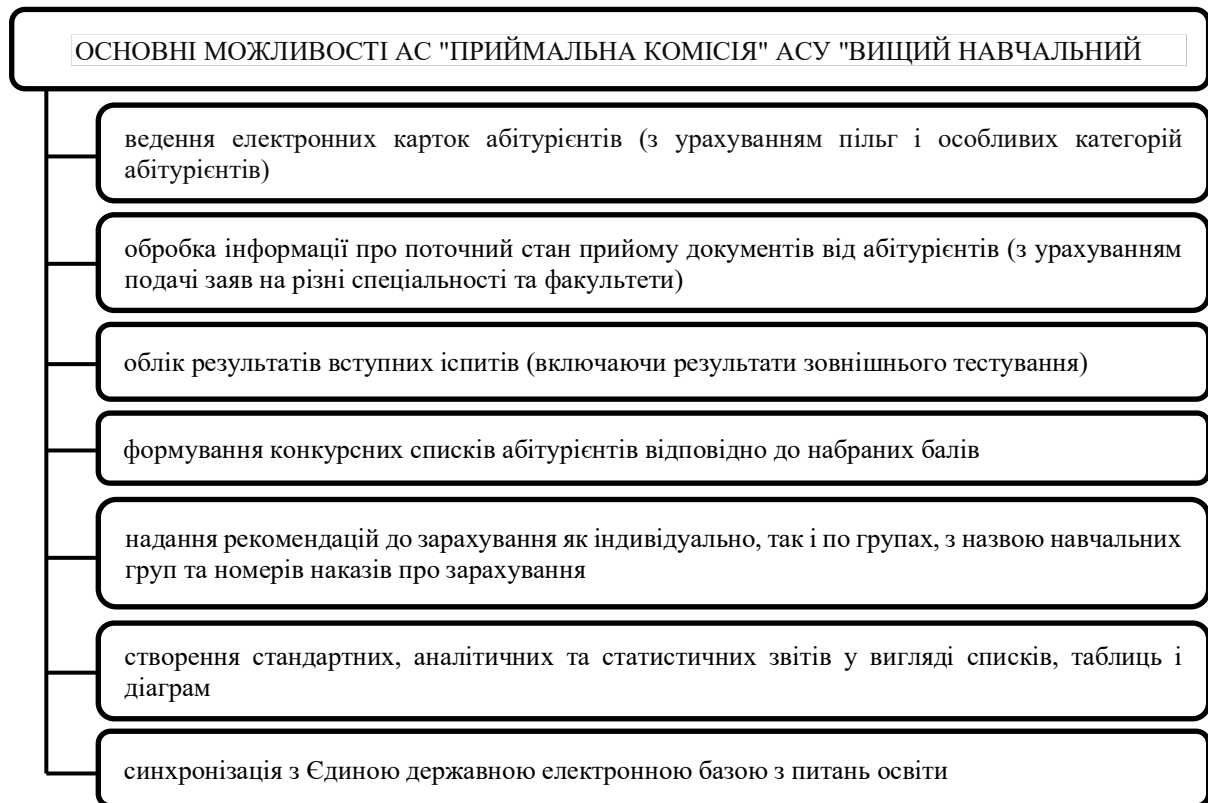 ОСНОВНІ МОЖЛИВОСТІ АС "ПРИЙМАЛЬНА КОМІСІЯ" АСУ "ВИЩИЙ НАВЧАЛЬНИЙ
ведення електронних карток абітурієнтів (з урахуванням пільг і особливих категорій
абітурієнтів)
обробка інформації про поточний стан прийому документів від абітурієнтів (з урахуванням
подачі заяв на різні спеціальності та факультети)
облік результатів вступних іспитів (включаючи результати зовнішнього тестування)
формування конкурсних списків абітурієнтів відповідно до набраних балів
надання рекомендацій до зарахування як індивідуально, так і по групах, з назвою навчальних
груп та номерів наказів про зарахування
створення стандартних, аналітичних та статистичних звітів у вигляді списків, таблиць і
діаграм
синхронізація з Єдиною державною електронною базою з питань освіти